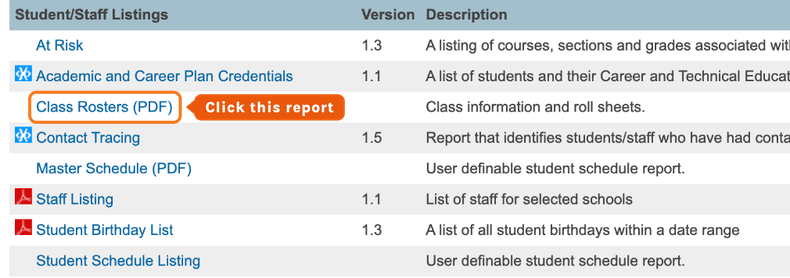 Student/Staff Listings Version Description
At Risk 1.3 A listing of courses, sections and grades associated
Academic and Career Plan Credentials 1.1 A list of students and their Career and Technical
Class Rosters (PDF) Click this report Class information and roll sheets.
Contact Tracing 1.5 Report that identifies students/staff who have had
Master Schedule (PDF) User definable student schedule report.
Staff Listing 1.1 List of staff for selected schools
Student Birthday List 1.3 A list of all student birthdays within a date range
Student Schedule Listing User definable student schedule report.